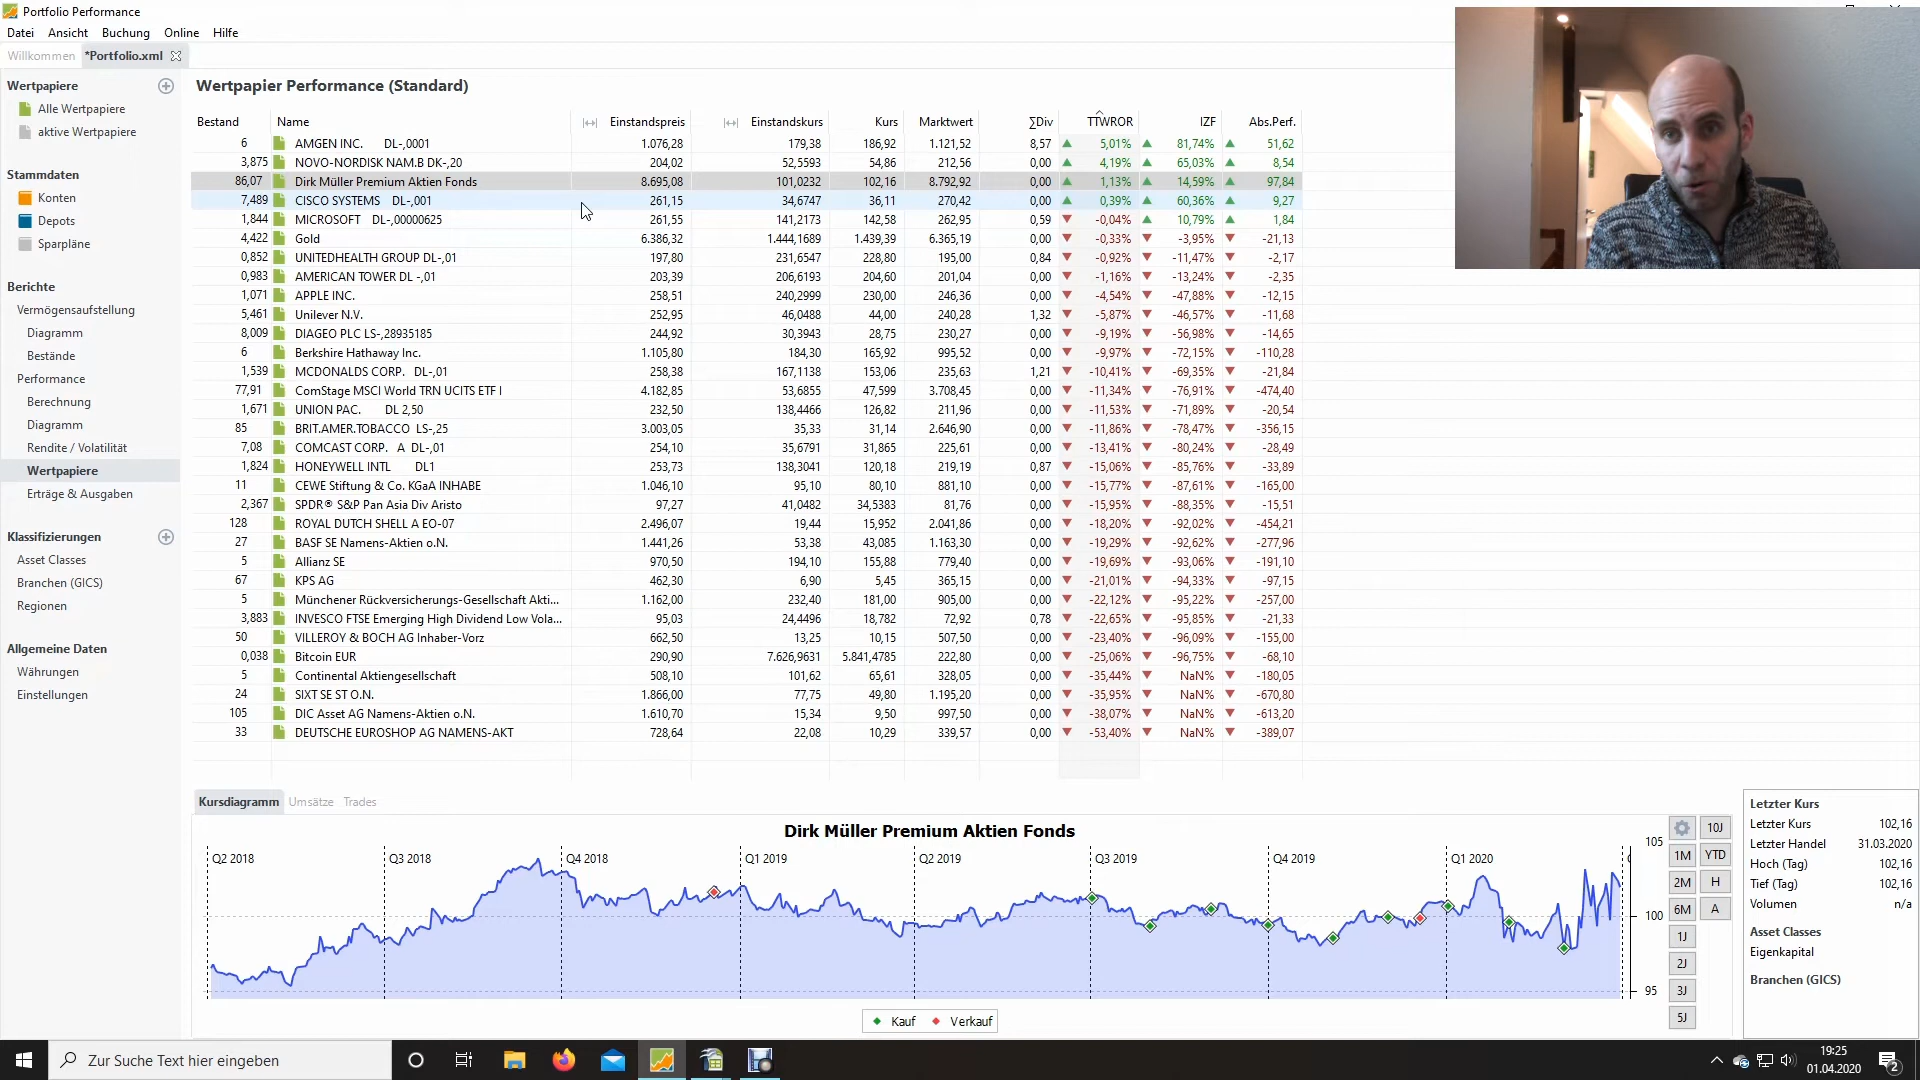 Portfolio Performance
Datei Ansicht Buchung Online Hilfe
Willkommen *Portfolio.xml
Wertpapiere
Alle Wertpapiere
aktive Wertpapiere
Stammdaten
Konten
Depots
Sparpläne
Berichte
Vermögensaufstellung
Diagramm
Bestände
Performance
Berechnung
Diagramm
Rendite / Volatilität
Wertpapiere
Erträge & Ausgaben
Klassifizierungen
Asset Classes
Branchen (GICS)
Regionen
Allgemeine Daten
Währungen
Einstellungen
Wertpapier Performance (Standard)
Bestand Name Einstandspreis Einstandskurs Kurs Marktwert ∑Div TTWROR IZF Abs.Perf.
6 AMGEN INC. DL-,0001 1.076,28 179,38 186,92 1.121,52 8,57 5,01% 81,74% 51,62
3,875 NOVO-NORDISK NAM.B DK-,20 204,02 52,5593 54,86 212,56 0,00 4,19% 65,03% 8,54
86,07 Dirk Müller Premium Aktien Fonds 8.695,08 101,0232 102,16 8.792,92 0,00 1,13% 14,59% 97,84
7,489 CISCO SYSTEMS DL-,001 261,15 34,6747 36,11 270,42 0,00 0,39% 60,36% 9,27
1,844 MICROSOFT DL-,00000625 261,55 141,2173 142,58 262,95 0,59 -0,04% 10,79% 1,84
4,422 Gold 6.386,32 1.444,1689 1.439,39 6.365,19 0,00 -0,33% -3,95% -21,13
0,852 UNITEDHEALTH GROUP DL-,01 197,80 231,6547 228,80 195,00 0,84 -0,92% -11,47% -2,17
0,983 AMERICAN TOWER DL -,01 203,39 206,6193 204,60 201,04 0,00 -1,16% -13,24% -2,35
1,071 APPLE INC. 258,51 240,2999 230,00 246,36 0,00 -4,54% -47,88% -12,15
5,461 Unilever N.V. 252,95 46,0488 44,00 240,28 1,32 -5,87% -46,57% -11,68
8,009 DIAGEO PLC LS-,28935185 244,92 30,3943 28,75 230,27 0,00 -9,19% -56,98% -14,65
6 Berkshire Hathaway Inc. 1.105,80 184,30 165,92 995,52 0,00 -9,97% -72,15% -110,28
1,539 MCDONALDS CORP. DL-,01 258,38 167,1138 153,06 235,63 1,21 -10,41% -69,35% -21,84
77,91 ComStage MSCI World TRN UCITS ETF I 4.182,85 53,6855 47,599 3.708,45 0,00 -11,34% -76,91% -474,40
1,671 UNION PAC. DL 2,50 232,50 138,4466 126,82 211,96 0,00 -11,53% -71,89% -20,54
85 BRIT.AMER.TOBACCO LS-,25 3.003,05 35,33 31,14 2.646,90 0,00 -11,86% -78,47% -356,15
7,08 COMCAST CORP. A DL-,01 254,10 35,6791 31,865 225,61 0,00 -13,41% -80,24% -28,49
1,824 HONEYWELL INTL DL1 253,73 138,3041 120,18 219,19 0,87 -15,06% -85,76% -33,89
11 CEWE Stiftung & Co. KGaA INHABE 1.046,10 95,10 80,10 881,10 0,00 -15,77% -87,61% -165,00
2,367 SPDR® S&P Pan Asia Div Aristo 97,27 41,0482 34,5383 81,76 0,00 -15,95% -88,35% -15,51
128 ROYAL DUTCH SHELL A EO-07 2.496,07 19,44 15,952 2.041,86 0,00 -18,20% -92,02% -454,21
27 BASF SE Namens-Aktien o.N. 1.441,26 53,38 43,085 1.163,30 0,00 -19,29% -92,62% -277,96
5 Allianz SE 970,50 194,10 155,88 779,40 0,00 -19,69% -93,06% -191,10
67 KPS AG 462,30 6,90 5,45 365,15 0,00 -21,01% -94,33% -97,15
5 Münchener Rückversicherungs-Gesellschaft Akti... 1.162,00 232,40 181,00 905,00 0,00 -22,12% -95,22% -257,00
3,883 INVESCO FTSE Emerging High Dividend Low Vola... 95,03 24,4496 18,782 72,92 0,78 -22,65% -95,85% -21,33
50 VILLEROY & BOCH AG Inhaber-Vorz 662,50 13,25 10,15 507,50 0,00 -23,40% -96,09% -155,00
0,038 Bitcoin EUR 290,90 7.626,9631 5.841,4785 222,80 0,00 -25,06% -96,75% -68,10
5 Continental Aktiengesellschaft 508,10 101,62 65,61 328,05 0,00 -35,44% NaN% -180,05
24 SIXT SE ST O.N. 1.866,00 77,75 49,80 1.195,20 0,00 -35,95% NaN% -670,80
105 DIC Asset AG Namens-Aktien o.N. 1.610,70 15,34 9,50 997,50 0,00 -38,07% NaN% -613,20
33 DEUTSCHE EUROSHOP AG NAMENS-AKT 728,64 22,08 10,29 339,57 0,00 -53,40% NaN% -389,07
Kursdiagramm Umsätze Trades
Dirk Müller Premium Aktien Fonds
Q2 2018 Q3 2018 Q4 2018 Q1 2019 Q2 2019 Q3 2019 Q4 2019 Q1 2020
105
100
95
Kauf Verkauf
10J
1M YTD
2M H
6M A
1J
2J
3J
5J
Letzter Kurs
Letzter Kurs 102,16
Letzter Handel 31.03.2020
Hoch (Tag) 102,16
Tief (Tag) 102,16
Volumen n/a
Asset Classes
Eigenkapital
Branchen (GICS)
Zur Suche Text hier eingeben
19:25
01.04.2020
2